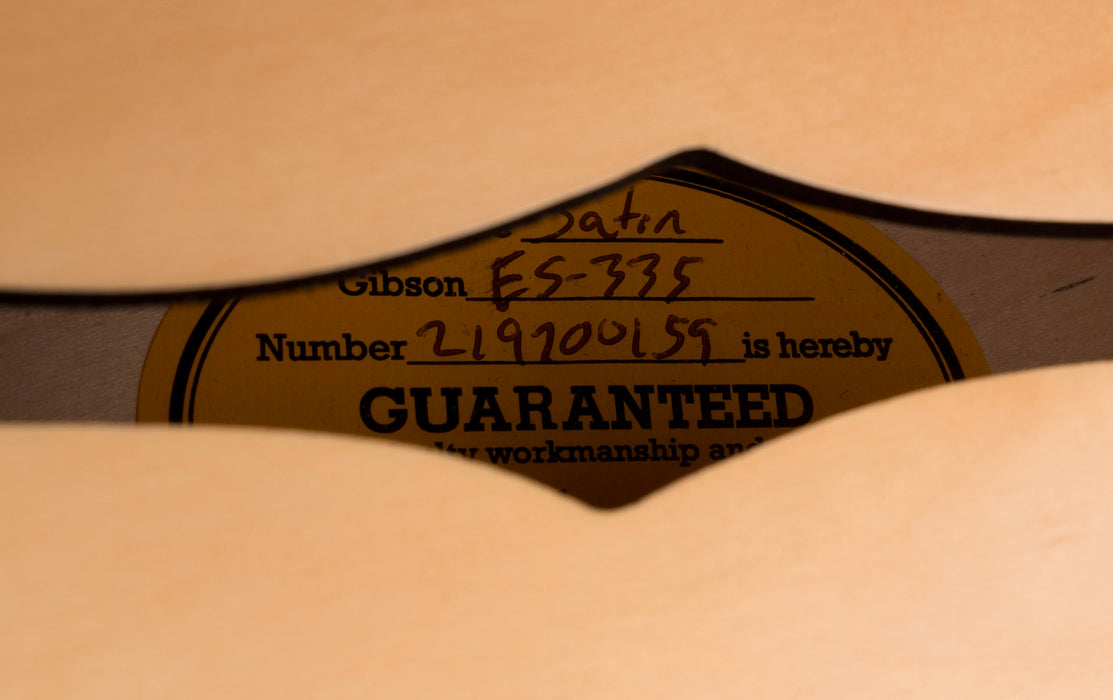 Satin
Gibson ES-335
Number 219700159 is hereby
GUARANTEED
workmanship and